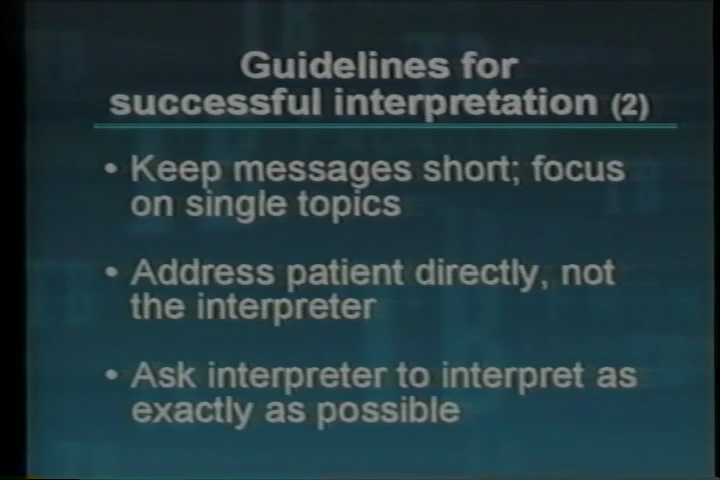 Guidelines for
successful interpretation (2)
• Keep messages short; focus
on single topics
• Address patient directly, not
the interpreter
• Ask interpreter to interpret as
exactly as possible